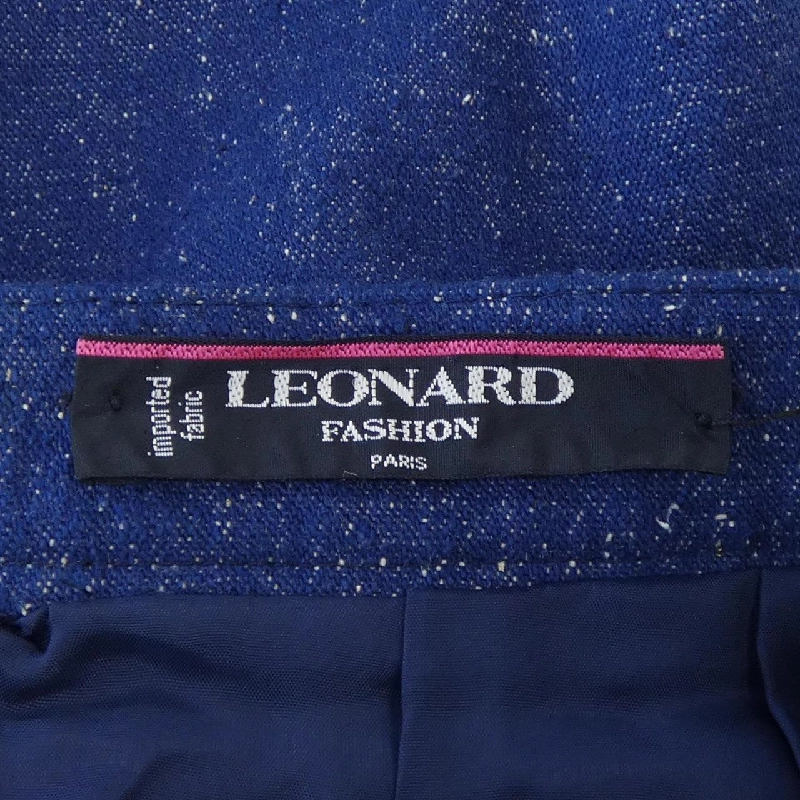 imported
fabric
LEONARD
FASHION
PARIS